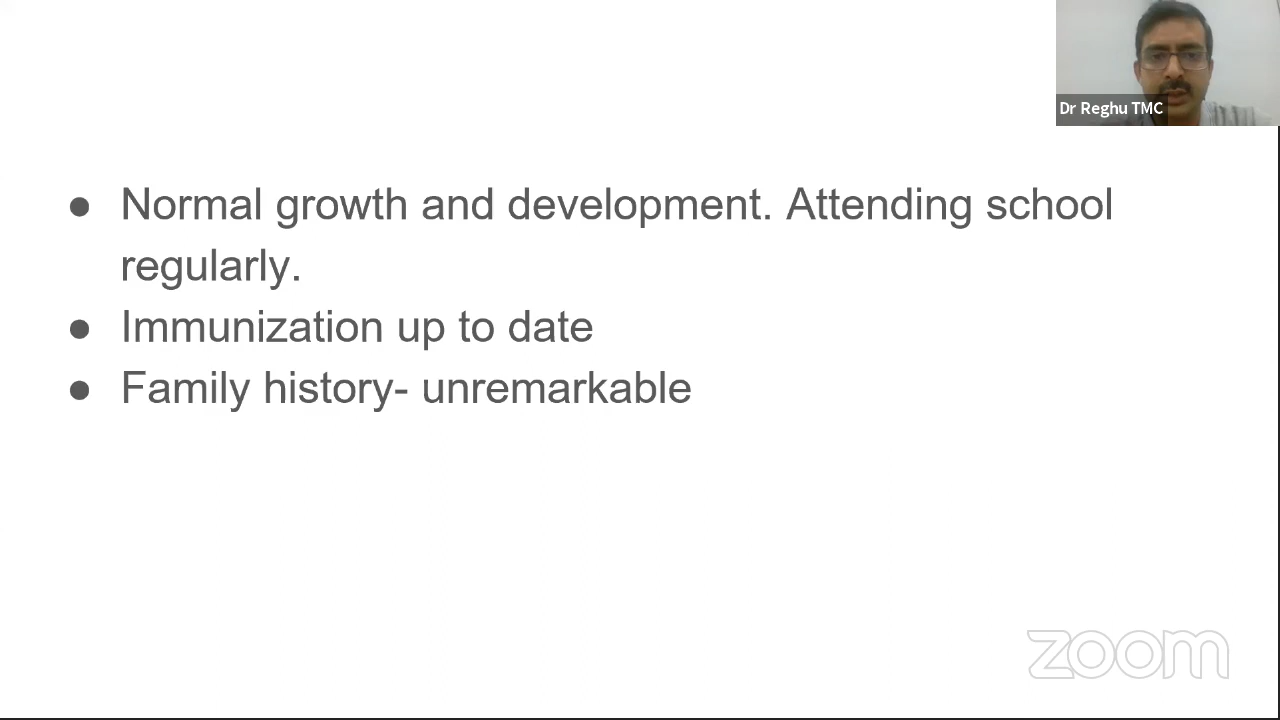 Dr Reghu TMC
● Normal growth and development. Attending school
regularly.
● Immunization up to date
● Family history- unremarkable
zoom